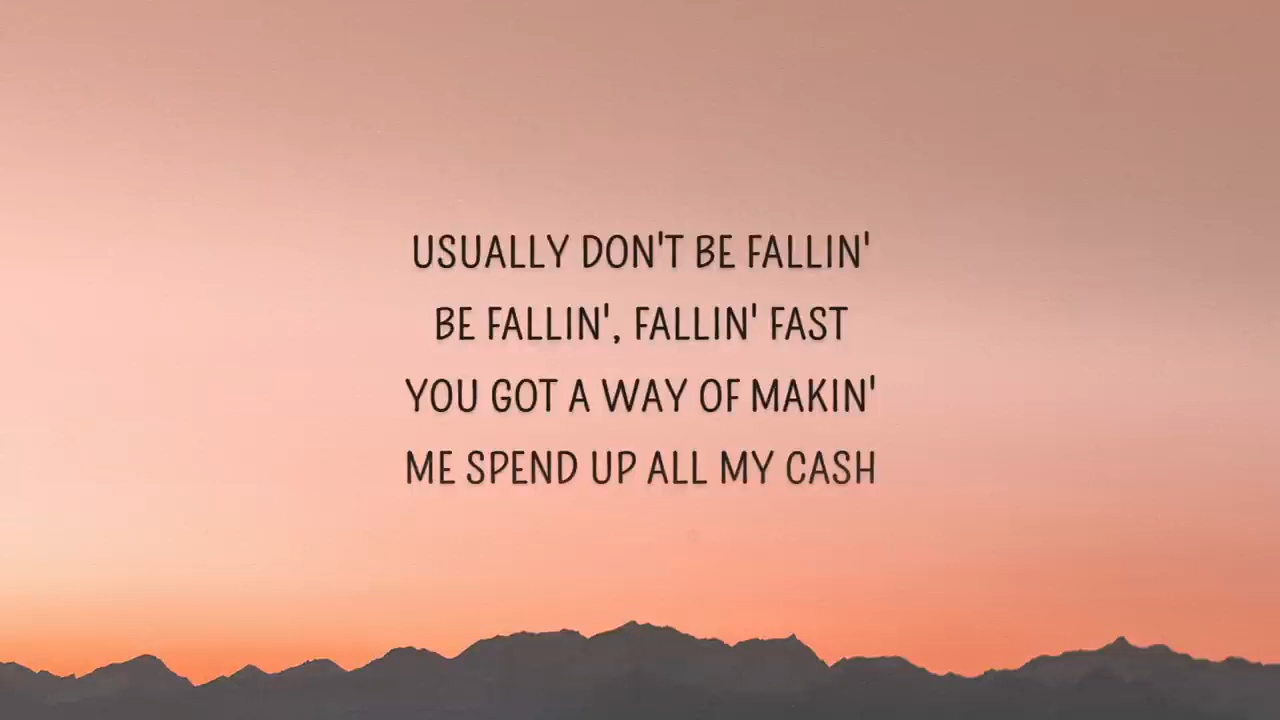 USUALLY DON'T BE FALLIN'
BE FALLIN', FALLIN' FAST
YOU GOT A WAY OF MAKIN'
ME SPEND UP ALL MY CASH